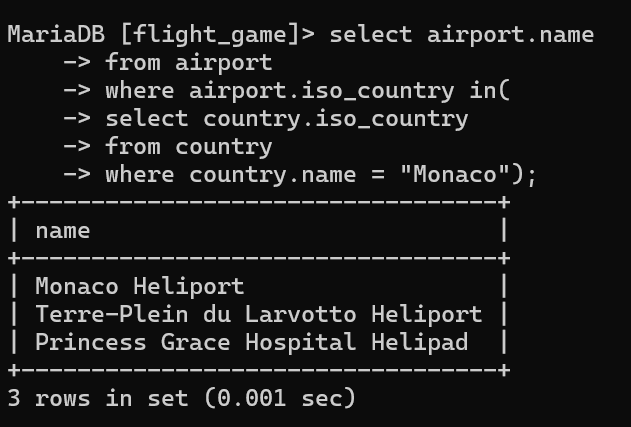 MariaDB [flight_game]> select airport.name
    -> from airport
    -> where airport.iso_country in(
    -> select country.iso_country
    -> from country
    -> where country.name = "Monaco");
+----------------------------------+
| name                             |
+----------------------------------+
| Monaco Heliport                  |
| Terre-Plein du Larvotto Heliport |
| Princess Grace Hospital Helipad  |
+----------------------------------+
3 rows in set (0.001 sec)